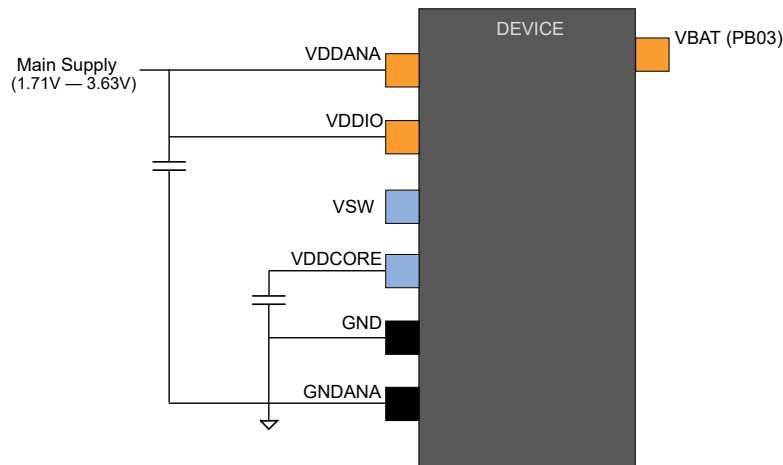 DEVICE
VBAT (PB03)
VDDANA
Main Supply
(1.71V — 3.63V)
VDDIO
VSW
VDDCORE
GND
GNDANA